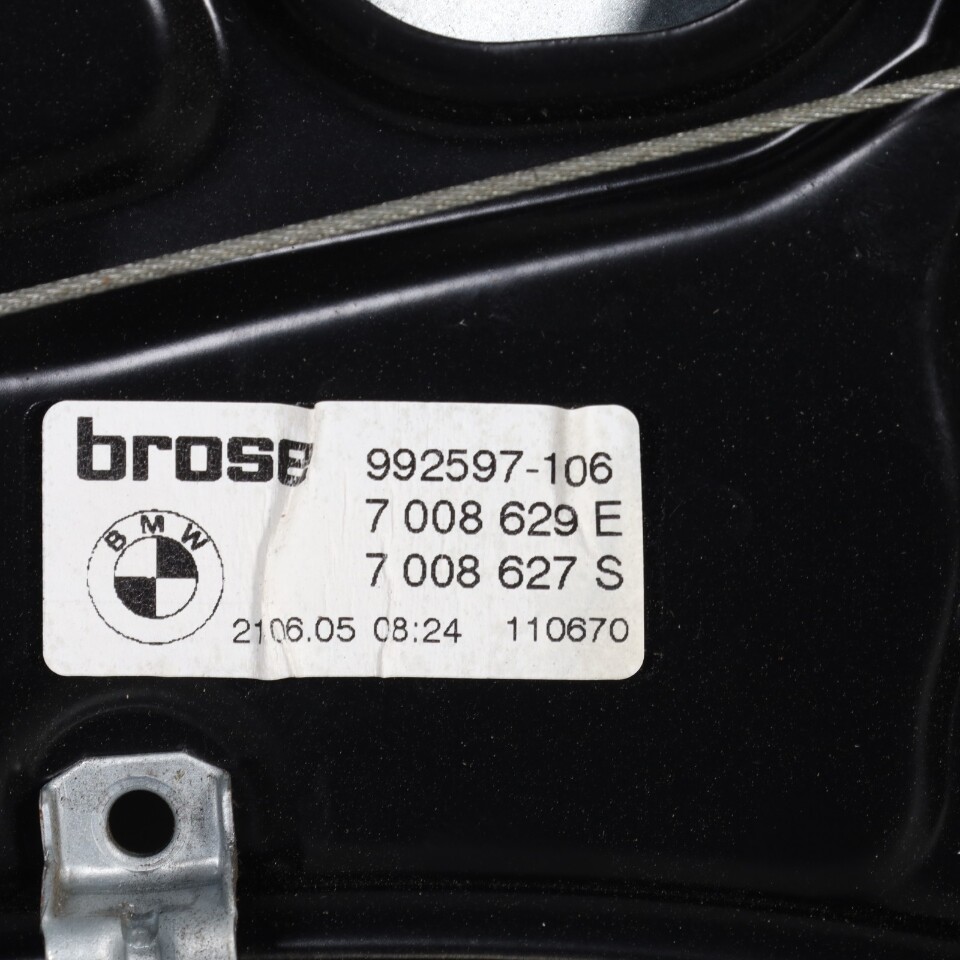 brose
992597-106
7 008 629 E
7 008 627 S
BMW
2106.05 08:24 110670